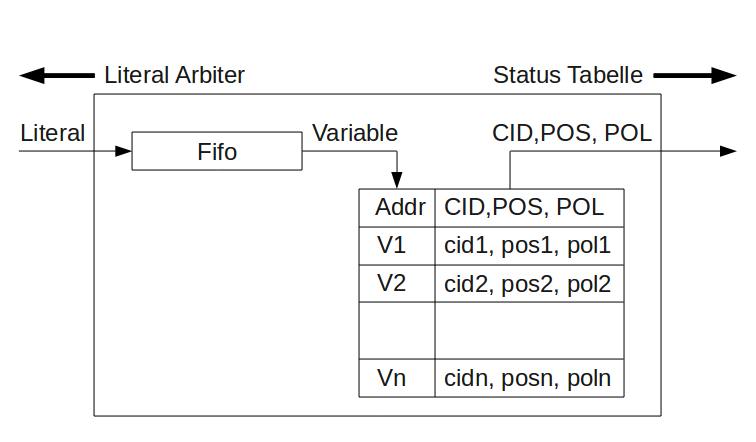 Literal Arbiter
Status Tabelle
Literal
Fifo
Variable
CID,POS, POL
Addr CID,POS, POL
V1 cid1, pos1, pol1
V2 cid2, pos2, pol2
Vn cidn, posn, poln